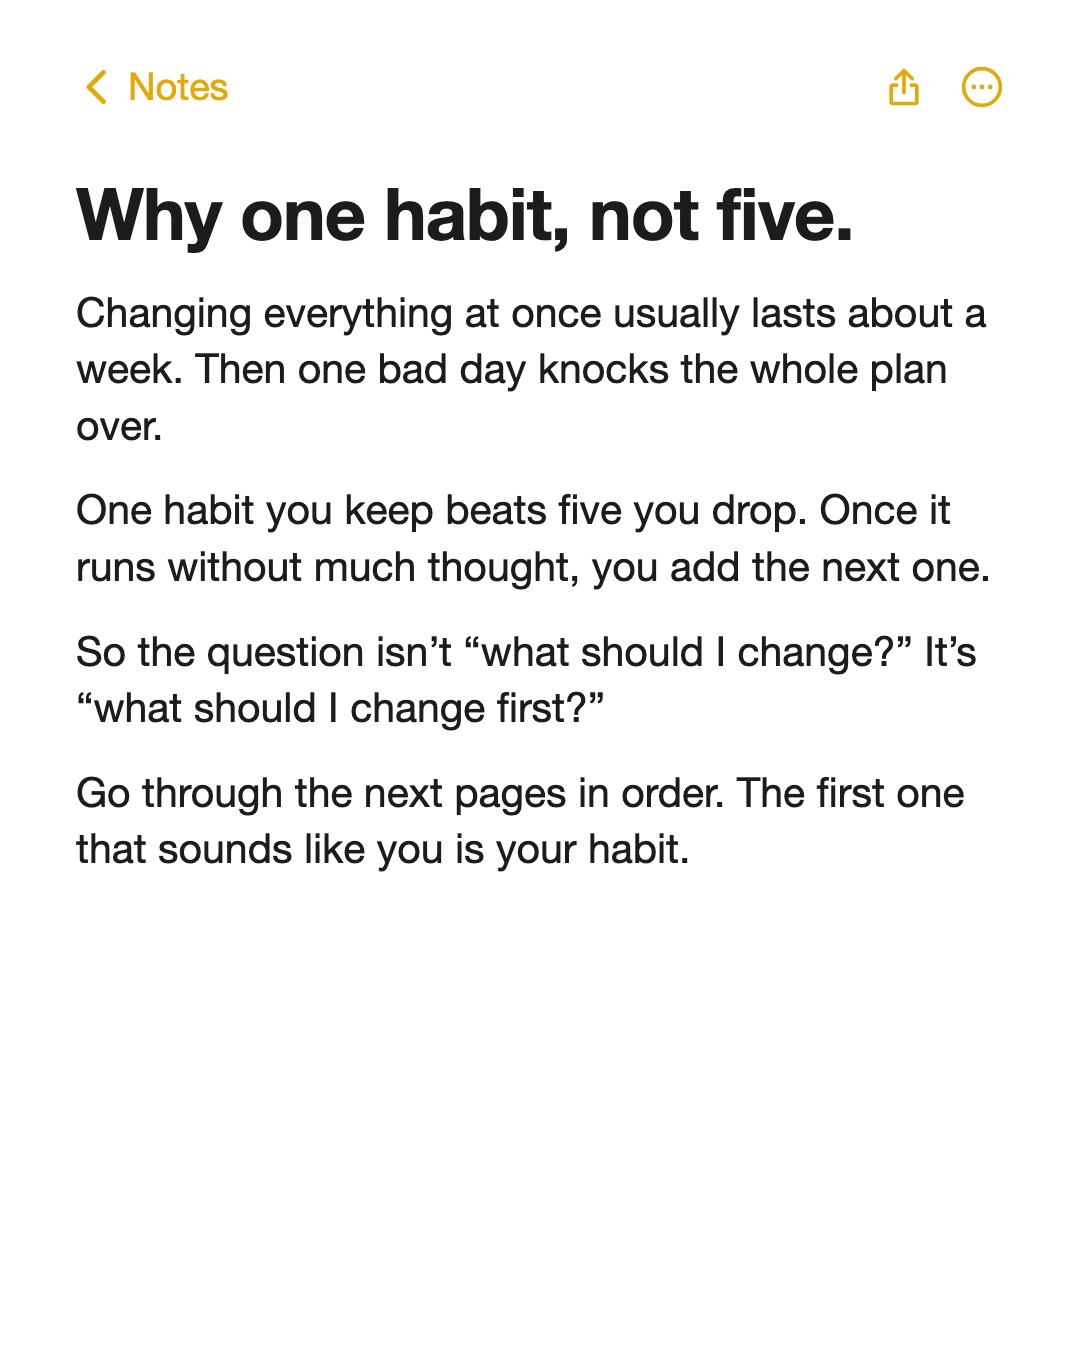 Notes
Why one habit, not five.
Changing everything at once usually lasts about a
week. Then one bad day knocks the whole plan
over.
One habit you keep beats five you drop. Once it
runs without much thought, you add the next one.
So the question isn’t “what should I change?” It’s
“what should I change first?”
Go through the next pages in order. The first one
that sounds like you is your habit.